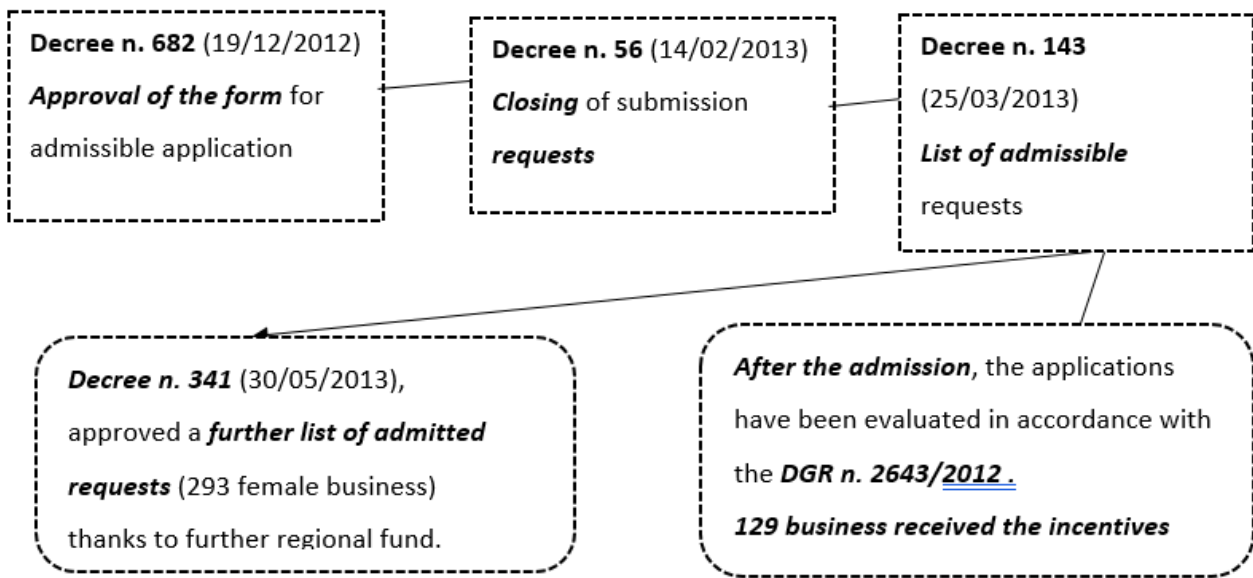 Decree n. 682 (19/12/2012)
Approval of the form for
admissible application
Decree n. 56 (14/02/2013)
Closing of submission
requests
Decree n. 143
(25/03/2013)
List of admissible
requests
Decree n. 341 (30/05/2013),
approved a further list of admitted
requests (293 female business)
thanks to further regional fund.
After the admission, the applications
have been evaluated in accordance with
the DGR n. 2643/2012 .
129 business received the incentives